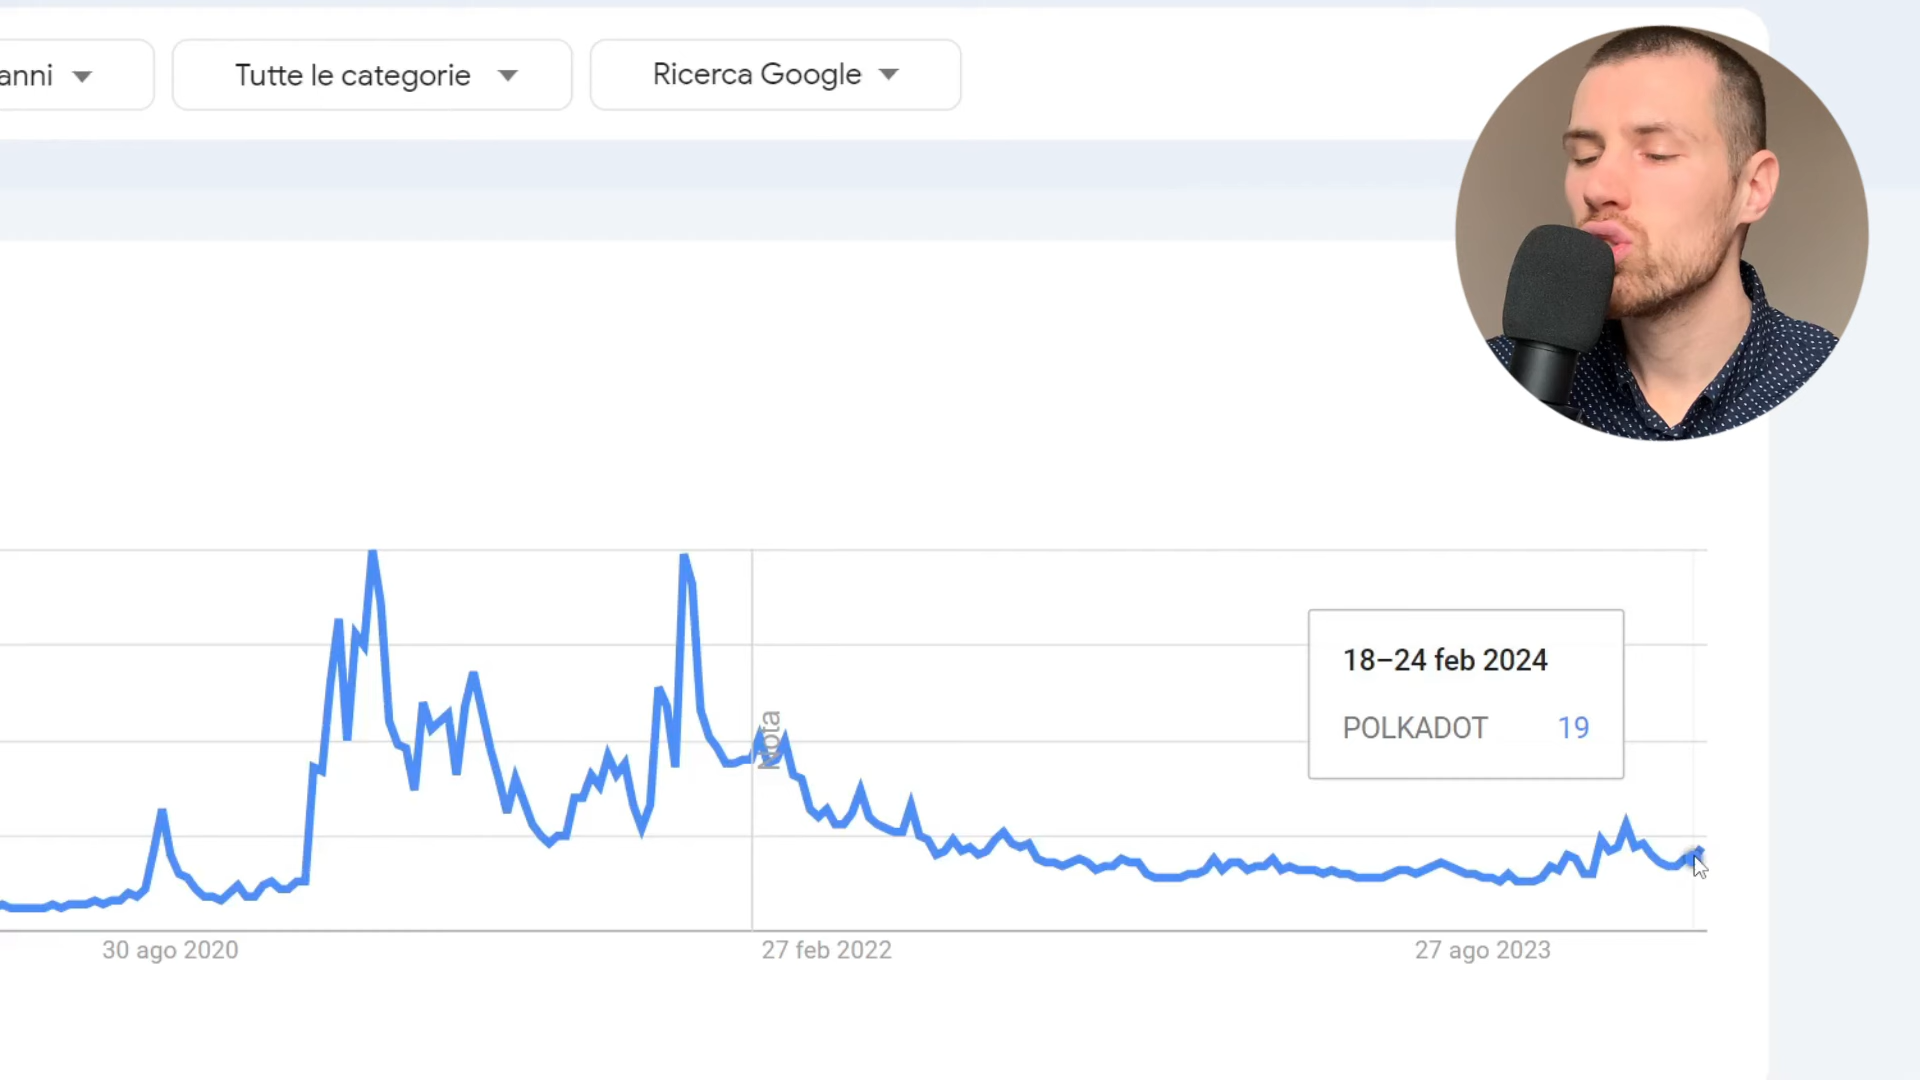 anni
Tutte le categorie
Ricerca Google
Nota
18–24 feb 2024
POLKADOT 19
30 ago 2020
27 feb 2022
27 ago 2023